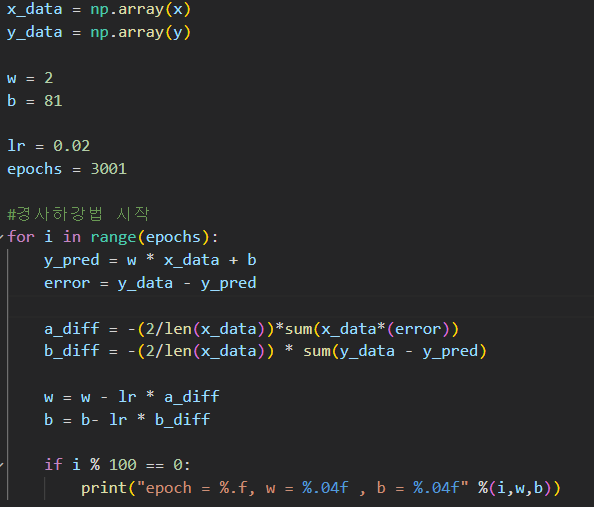 x_data = np.array(x)
y_data = np.array(y)
w = 2
b = 81
lr = 0.02
epochs = 3001
#경사하강법 시작
for i in range(epochs):
    y_pred = w * x_data + b
    error = y_data - y_pred
    a_diff = -(2/len(x_data))*sum(x_data*(error))
    b_diff = -(2/len(x_data)) * sum(y_data - y_pred)
    w = w - lr * a_diff
    b = b- lr * b_diff
    if i % 100 == 0:
        print("epoch = %.f, w = %.04f , b = %.04f" %(i,w,b))